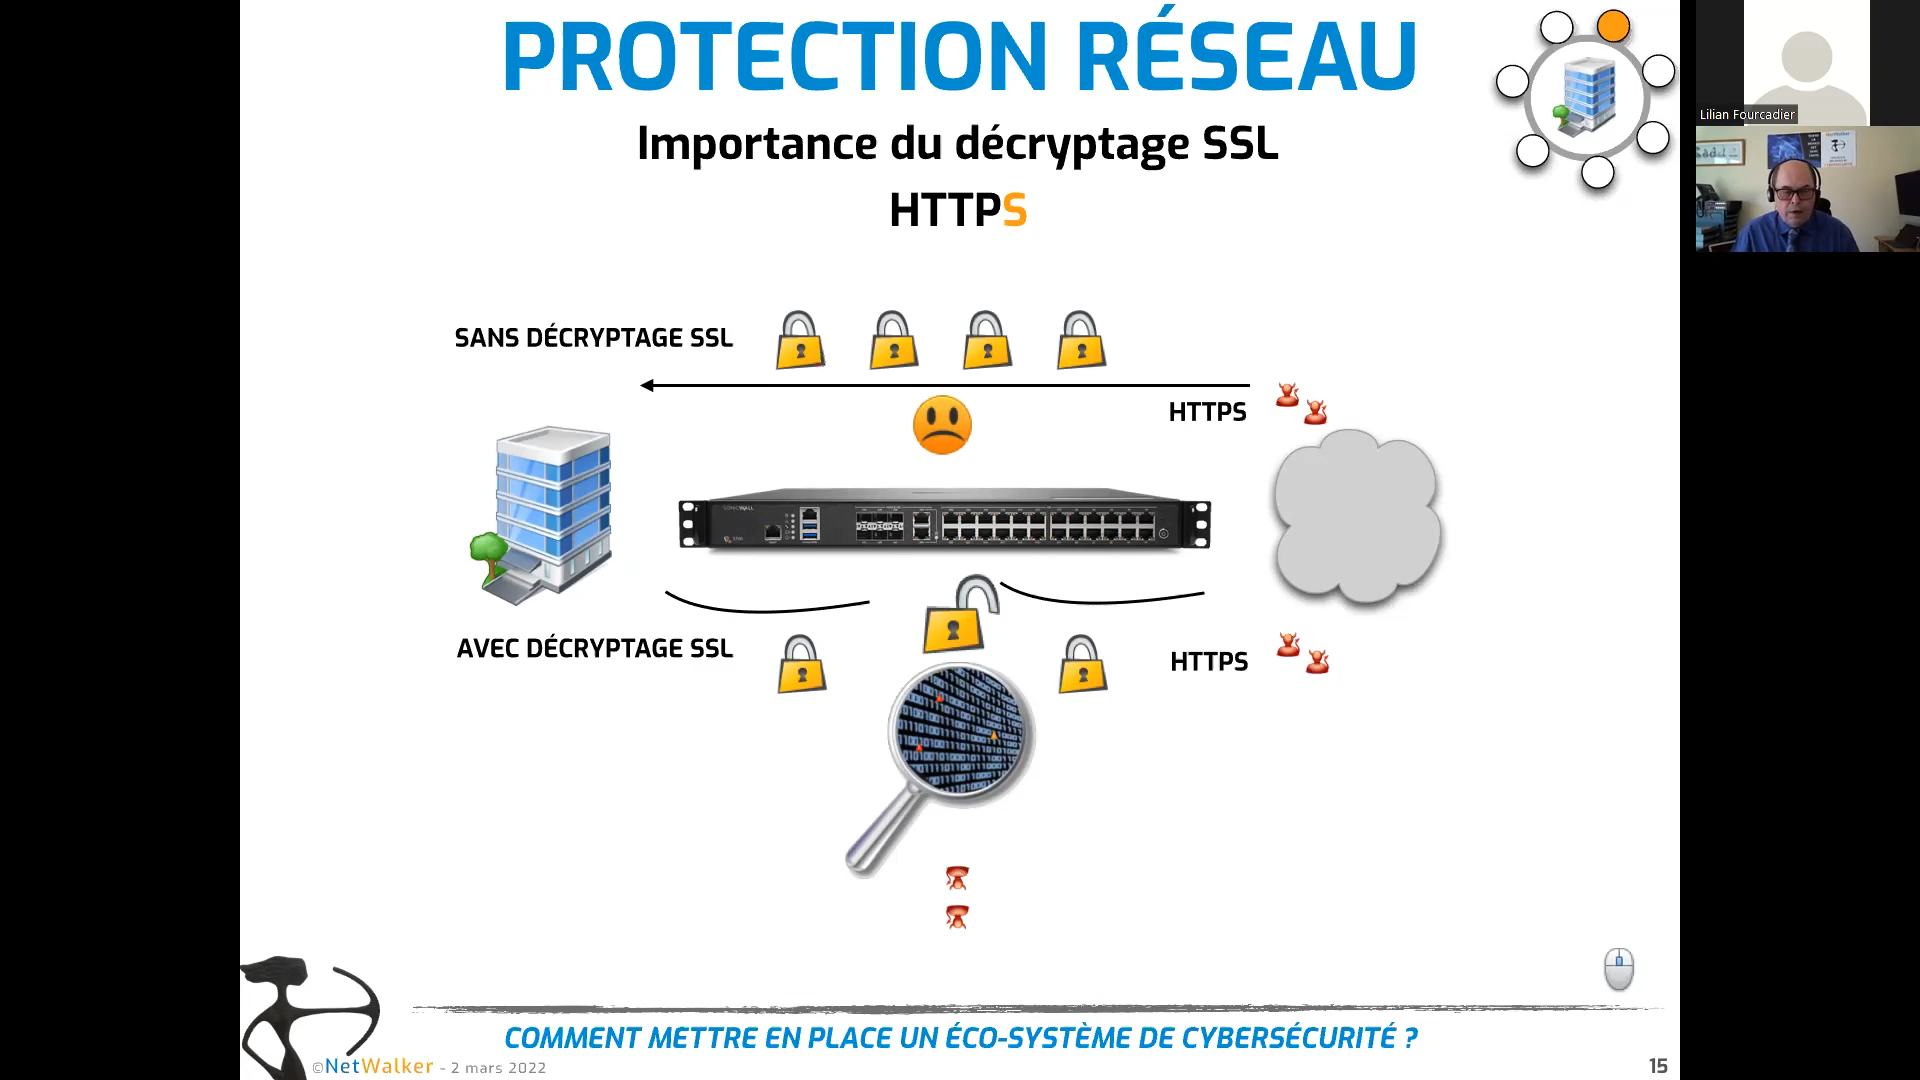 PROTECTION RÉSEAU
Importance du décryptage SSL
HTTPS
Lilian Fourcadier
SANS DÉCRYPTAGE SSL
HTTPS
SONICWALL
AVEC DÉCRYPTAGE SSL
HTTPS
COMMENT METTRE EN PLACE UN ÉCO-SYSTÈME DE CYBERSÉCURITÉ ?
©NetWalker - 2 mars 2022
15